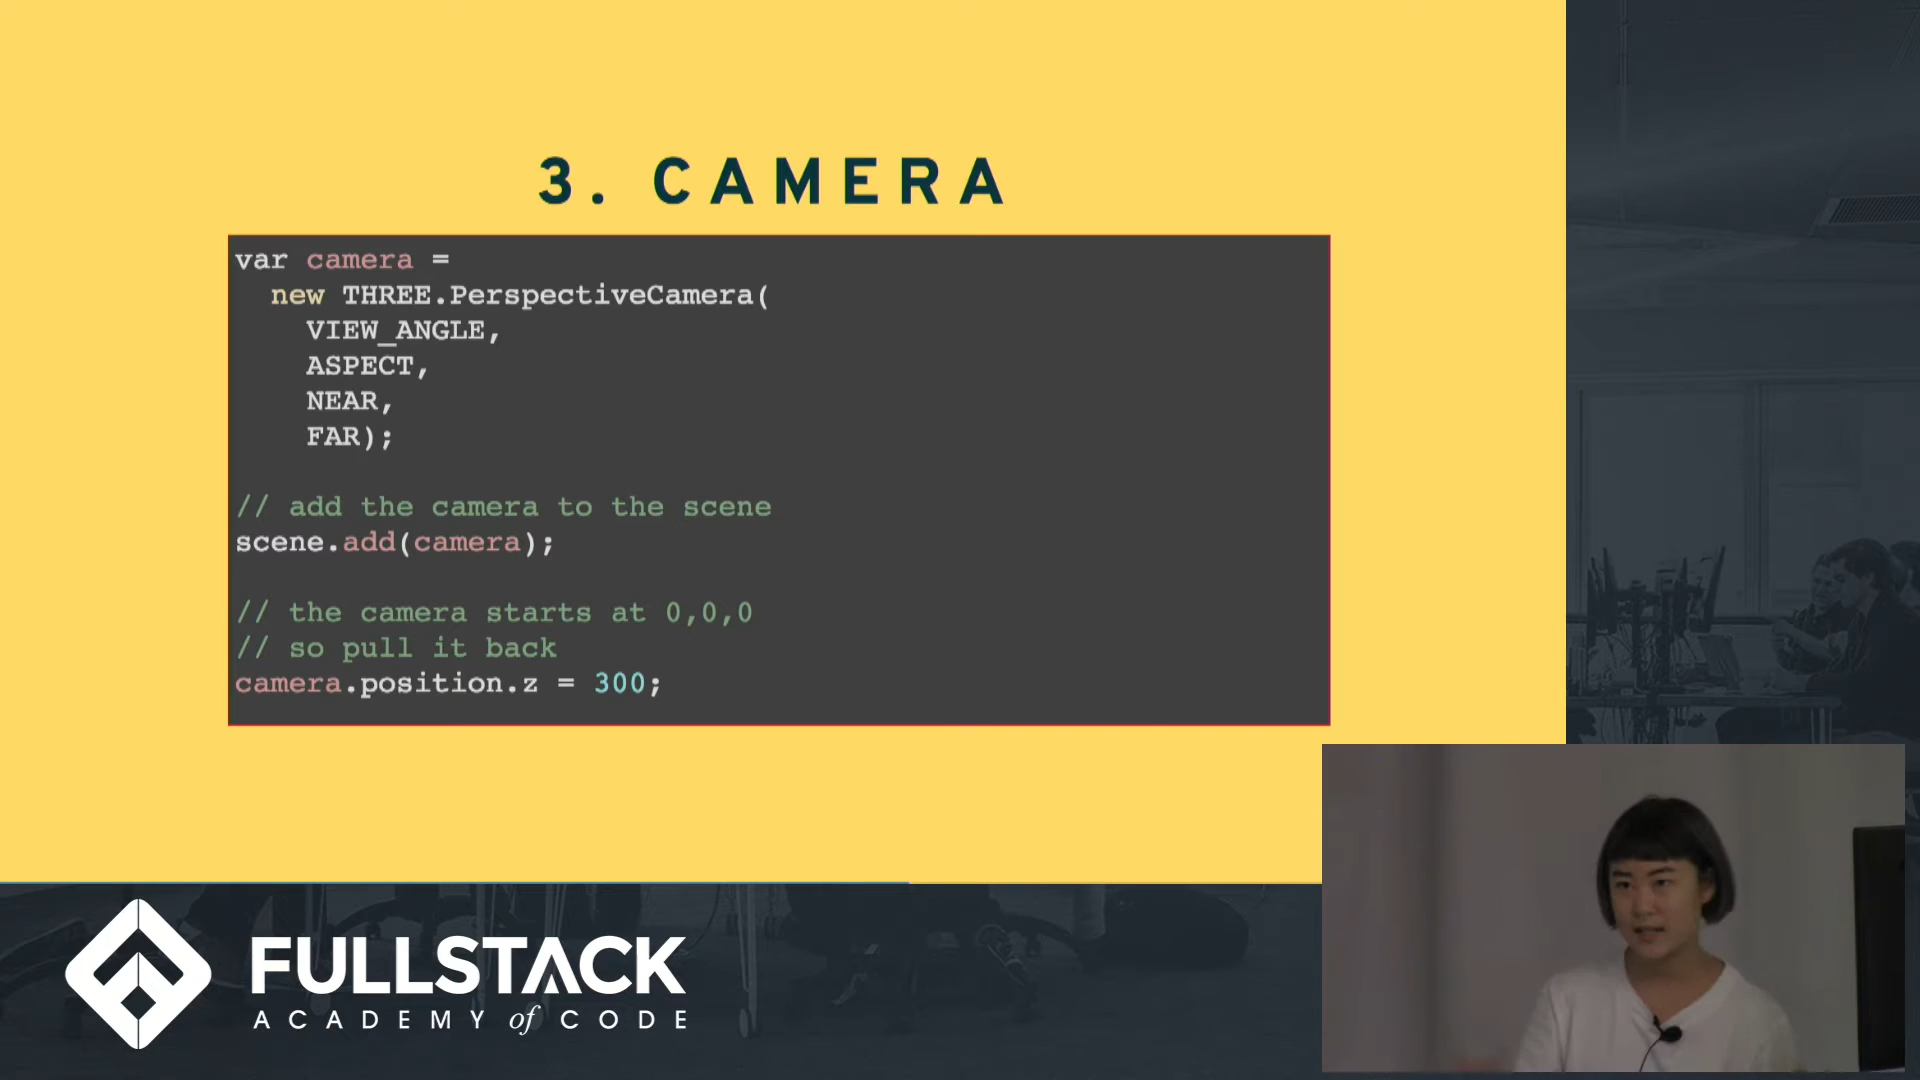 3. CAMERA
var camera =
  new THREE.PerspectiveCamera(
    VIEW_ANGLE,
    ASPECT,
    NEAR,
    FAR);
// add the camera to the scene
scene.add(camera);
// the camera starts at 0,0,0
// so pull it back
camera.position.z = 300;
FULLSTACK
ACADEMY of CODE